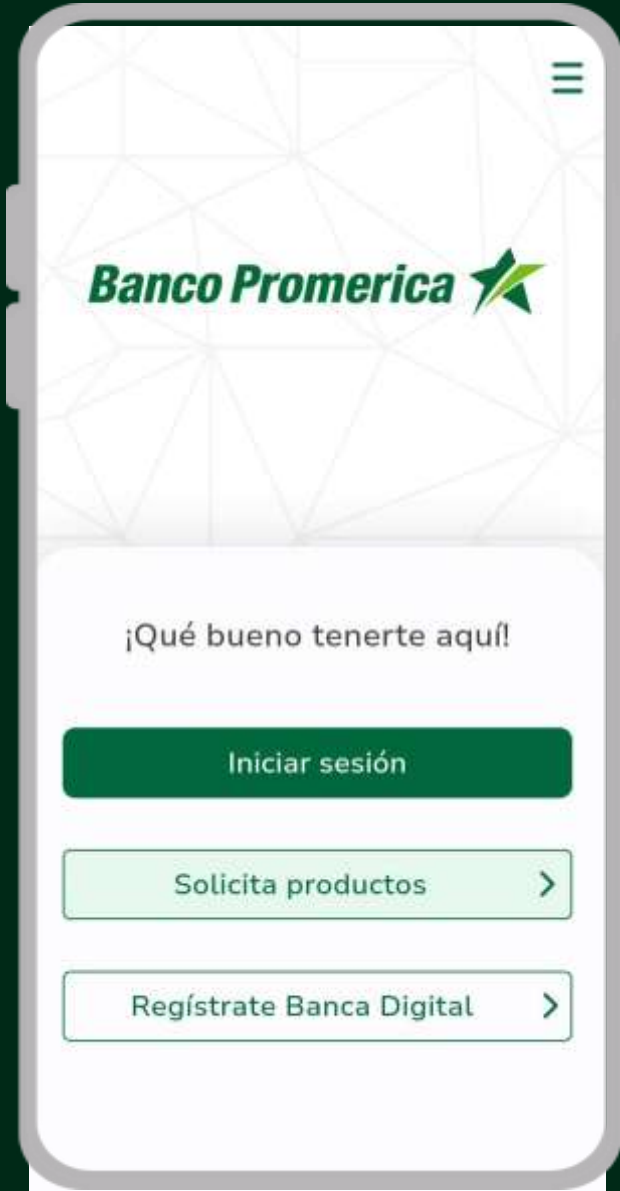 Banco Promerica
¡Qué bueno tenerte aquí!
Iniciar sesión
Solicita productos
Regístrate Banca Digital